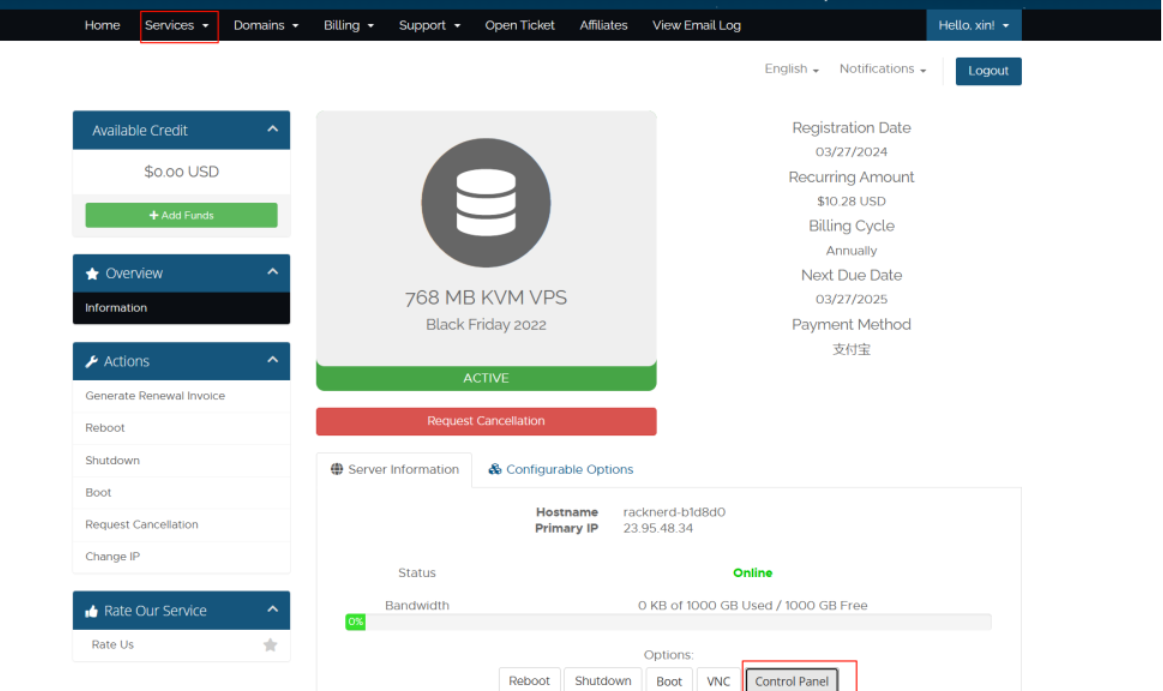 Home Services Domains Billing Support Open Ticket Affiliates View Email Log Hello, xin!
English Notifications Logout
Available Credit
$0.00 USD
+ Add Funds
Overview
Information
Actions
Generate Renewal Invoice
Reboot
Shutdown
Boot
Request Cancellation
Change IP
Rate Our Service
Rate Us
768 MB KVM VPS
Black Friday 2022
ACTIVE
Request Cancellation
Registration Date
03/27/2024
Recurring Amount
$10.28 USD
Billing Cycle
Annually
Next Due Date
03/27/2025
Payment Method
支付宝
Server Information Configurable Options
Hostname racknerd-b1d8d0
Primary IP 23.95.48.34
Status Online
Bandwidth 0 KB of 1000 GB Used / 1000 GB Free
0%
Options:
Reboot Shutdown Boot VNC Control Panel